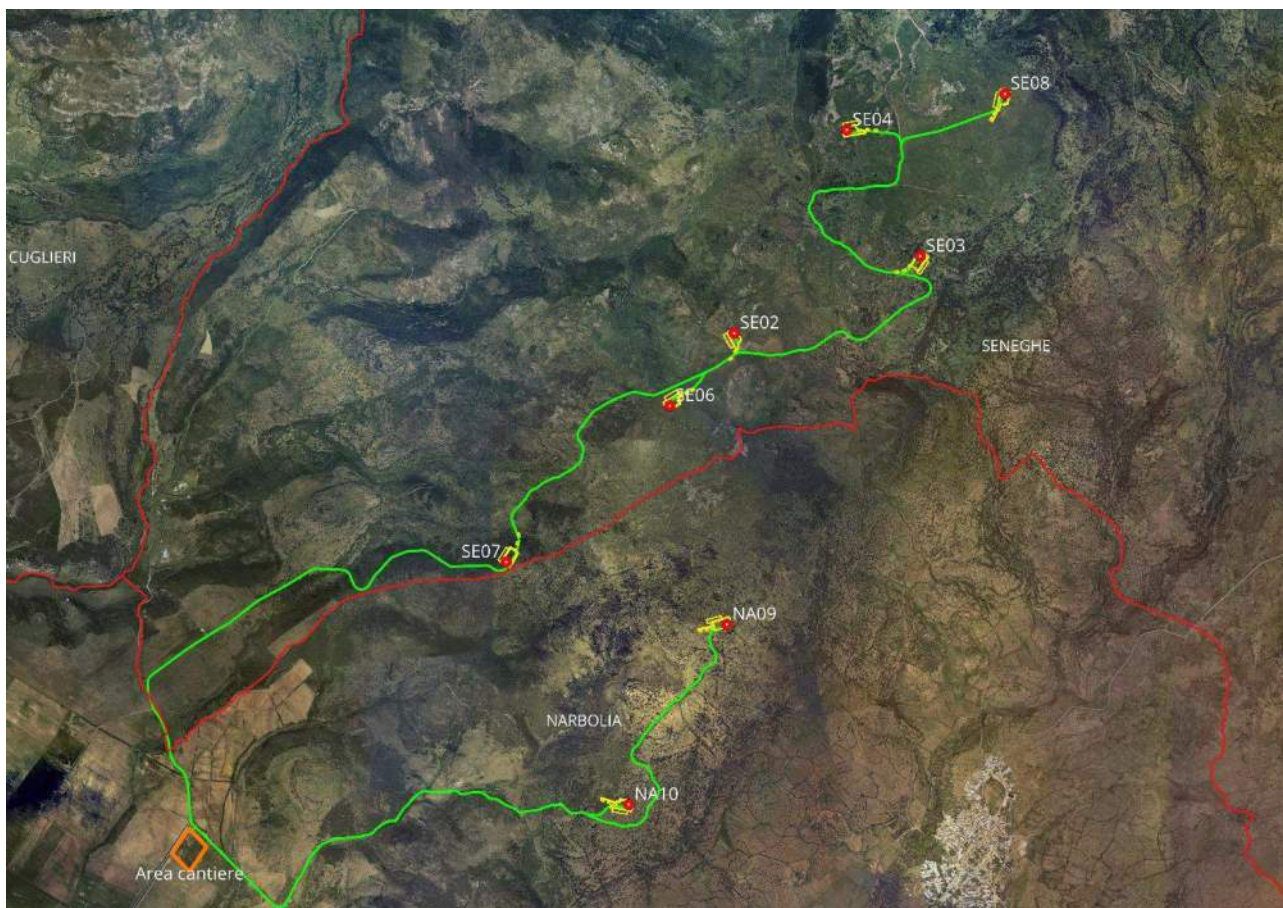 SE08
SE04
CUGLIERI
SE03
SE02
SENEGHE
SE06
SE07
NA09
NARBOLIA
NA10
Area cantiere